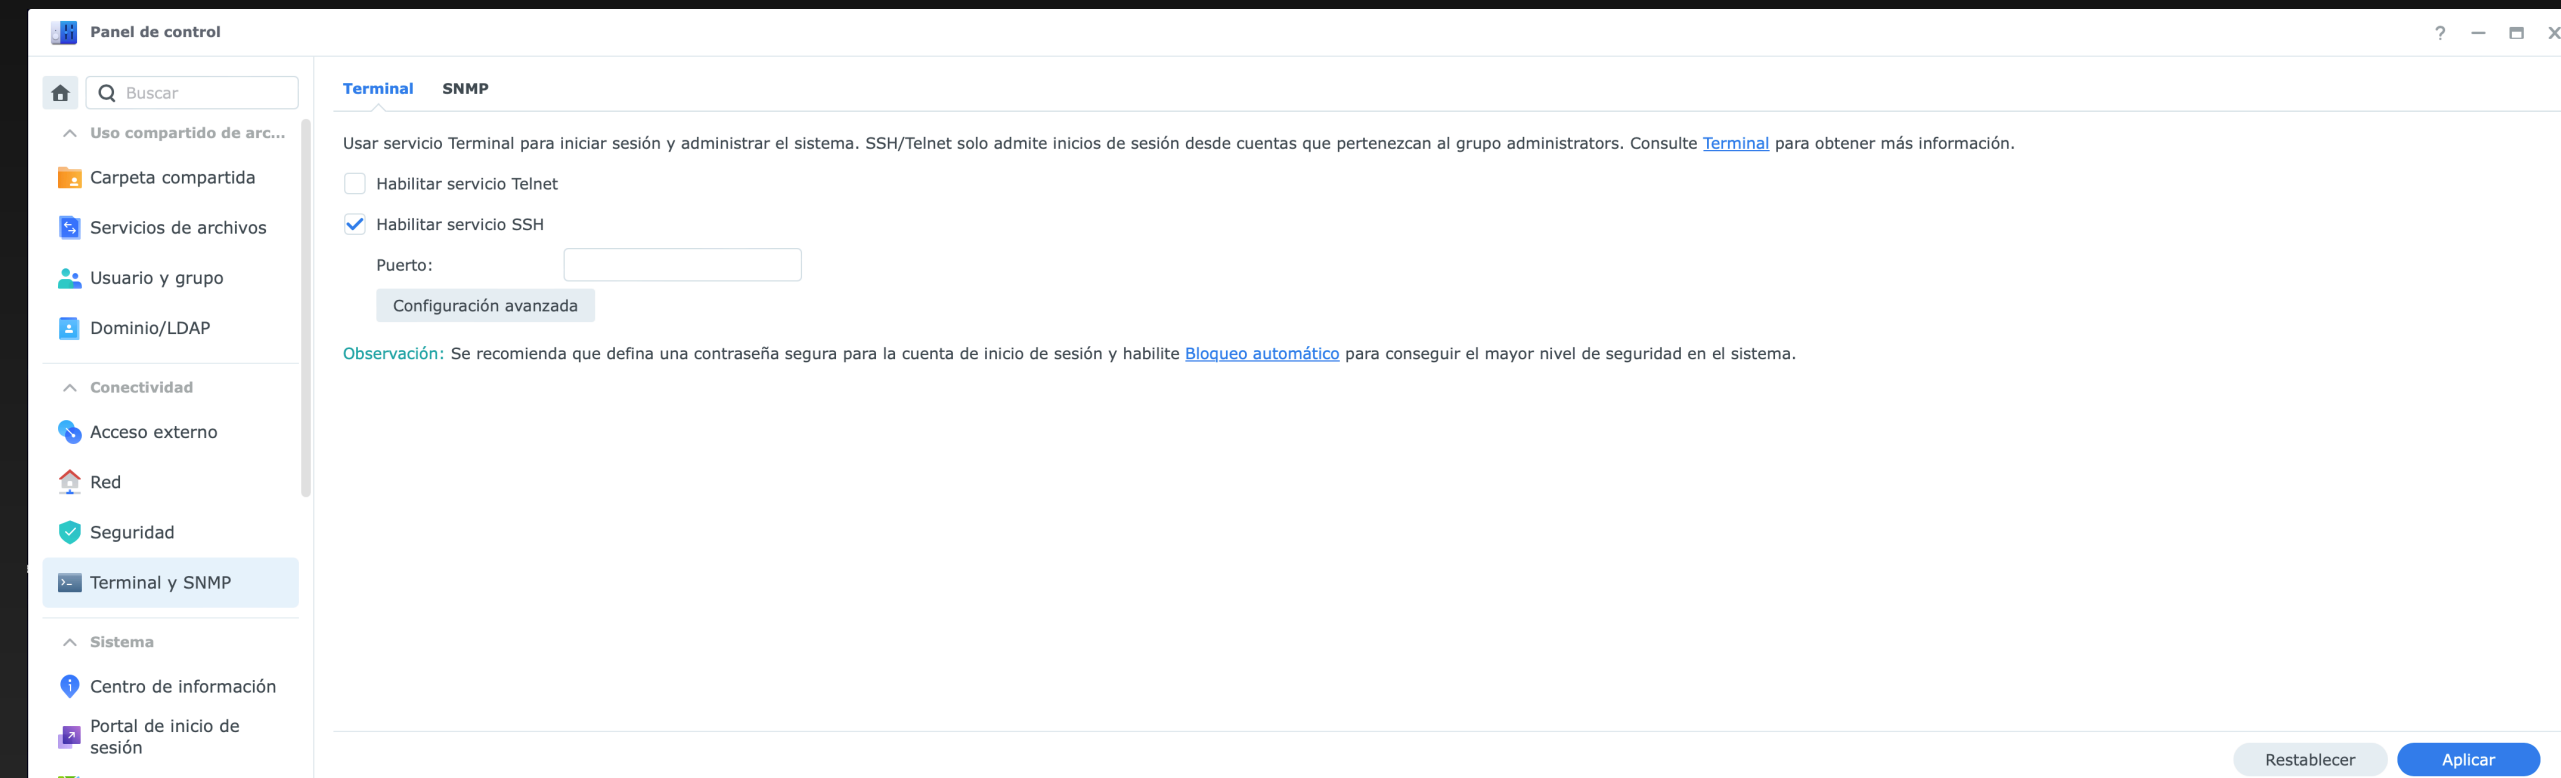 Panel de control
Buscar
Uso compartido de arc...
Carpeta compartida
Servicios de archivos
Usuario y grupo
Dominio/LDAP
Conectividad
Acceso externo
Red
Seguridad
Terminal y SNMP
Sistema
Centro de información
Portal de inicio de
sesión
Terminal SNMP
Usar servicio Terminal para iniciar sesión y administrar el sistema. SSH/Telnet solo admite inicios de sesión desde cuentas que pertenezcan al grupo administrators. Consulte Terminal para obtener más información.
Habilitar servicio Telnet
Habilitar servicio SSH
Puerto:
Configuración avanzada
Observación: Se recomienda que defina una contraseña segura para la cuenta de inicio de sesión y habilite Bloqueo automático para conseguir el mayor nivel de seguridad en el sistema.
Restablecer Aplicar